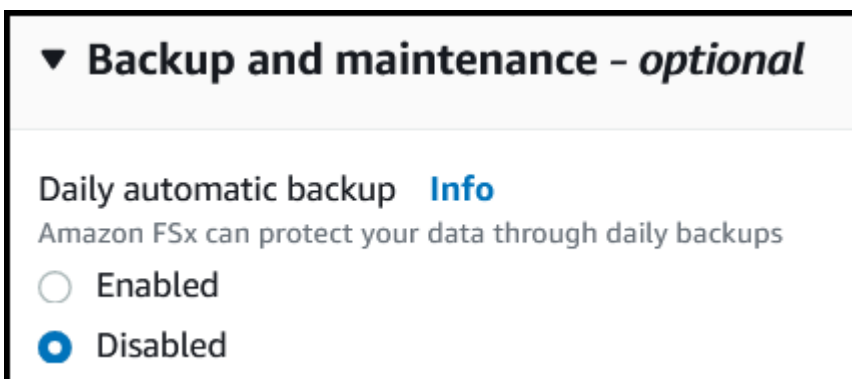 Backup and maintenance - optional
Daily automatic backup Info
Amazon FSx can protect your data through daily backups
Enabled
Disabled